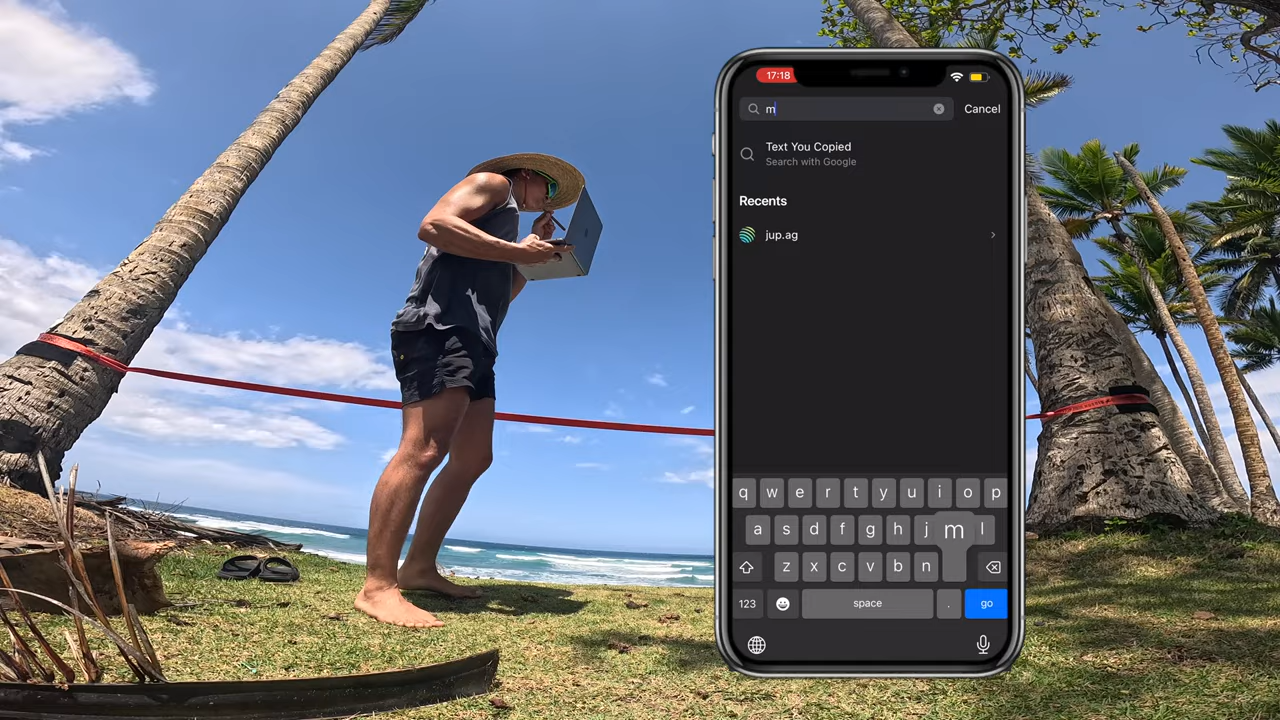 17:18
m
Cancel
Text You Copied
Search with Google
Recents
jup.ag
q w e r t y u i o p
a s d f g h j m l
z x c v b n
123 space . go